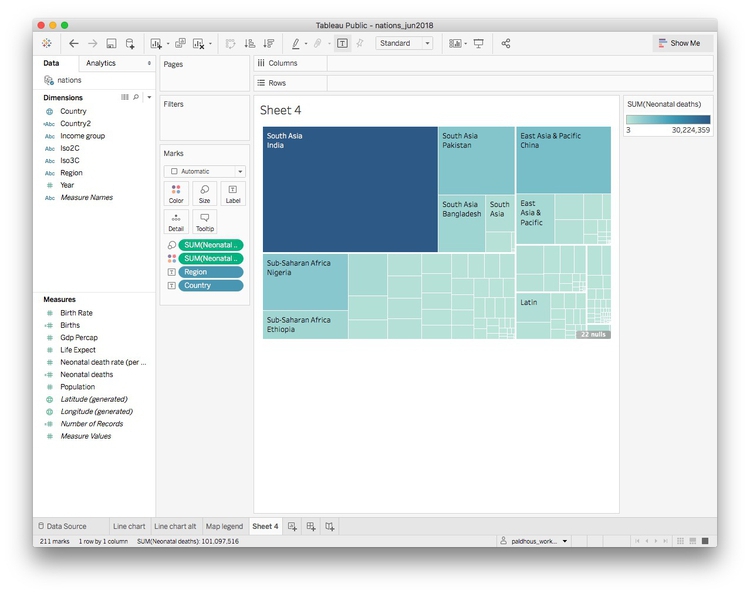 Tableau Public - nations_jun2018
Standard
Show Me
Data
Analytics
nations
Dimensions
Country
Abc Country2
Abc Income group
Abc Iso2C
Abc Iso3C
Abc Region
Year
Abc Measure Names
Measures
Birth Rate
Births
Gdp Percap
Life Expect
Neonatal death rate (per ...
Neonatal deaths
Population
Latitude (generated)
Longitude (generated)
Number of Records
Measure Values
Pages
Filters
Marks
Automatic
Color
Size
Label
Detail
Tooltip
SUM(Neonatal ..
SUM(Neonatal ..
Region
Country
Columns
Rows
Sheet 4
South Asia
India
South Asia
Pakistan
South Asia
Bangladesh
South
Asia
East Asia & Pacific
China
East
Asia &
Pacific
Sub-Saharan Africa
Nigeria
Sub-Saharan Africa
Ethiopia
Latin
22 nulls
SUM(Neonatal deaths)
3
30,224,359
Data Source
Line chart
Line chart alt
Map legend
Sheet 4
211 marks
1 row by 1 column
SUM(Neonatal deaths): 101,097,516
paldhous_work...